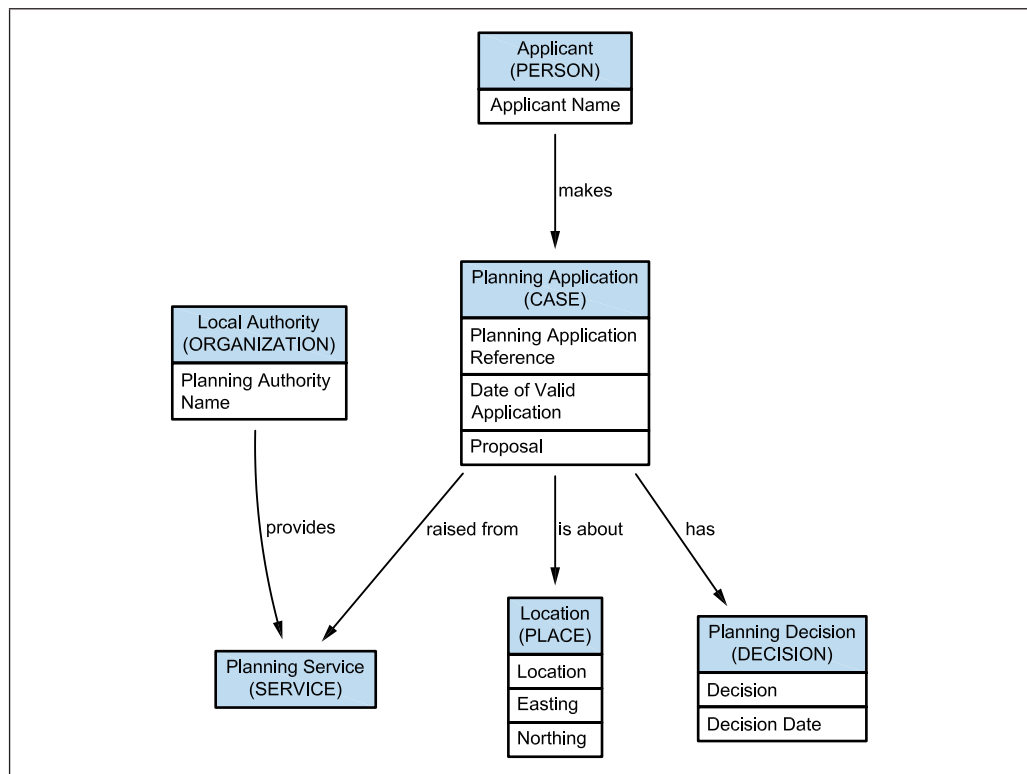 Applicant
(PERSON)
Applicant Name
makes
Planning Application
(CASE)
Planning Application
Reference
Date of Valid
Application
Proposal
Local Authority
(ORGANIZATION)
Planning Authority
Name
provides
raised from
is about
has
Planning Service
(SERVICE)
Location
(PLACE)
Location
Easting
Northing
Planning Decision
(DECISION)
Decision
Decision Date